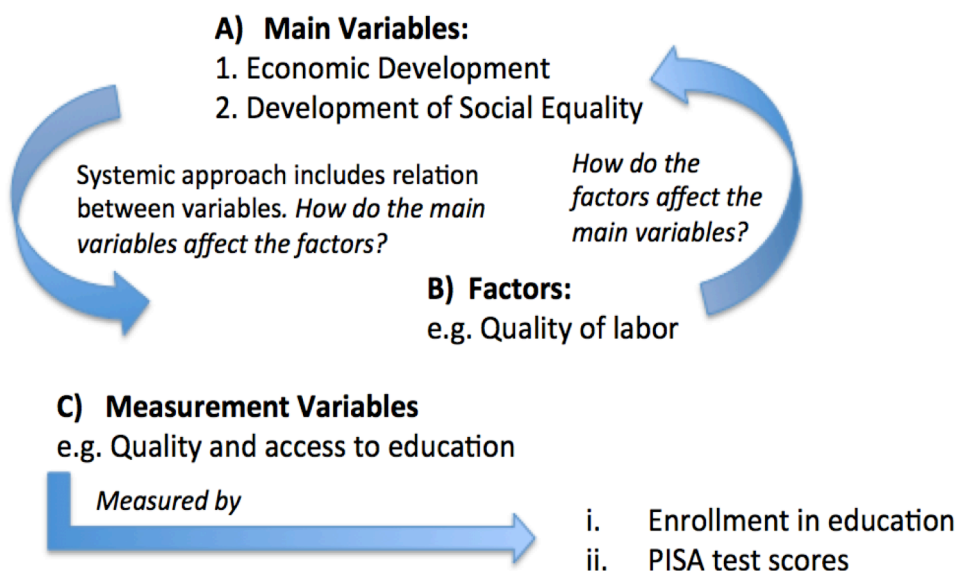 A) Main Variables:
1. Economic Development
2. Development of Social Equality
Systemic approach includes relation
between variables. How do the main
variables affect the factors?
How do the
factors affect the
main variables?
B) Factors:
e.g. Quality of labor
C) Measurement Variables
e.g. Quality and access to education
Measured by
i. Enrollment in education
ii. PISA test scores